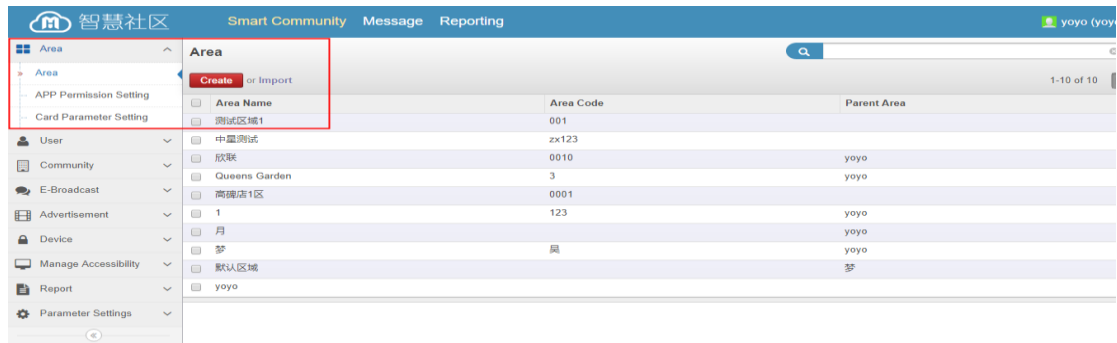 智慧社区 Smart Community Message Reporting yoyo (yoy
Area
Area
APP Permission Setting
Card Parameter Setting
User
Community
E-Broadcast
Advertisement
Device
Manage Accessibility
Report
Parameter Settings
Area
Create or Import 1-10 of 10
Area Name Area Code Parent Area
测试区域1 001
中星测试 zx123
欣联 0010 yoyo
Queens Garden 3 yoyo
高碑店1区 0001
1 123 yoyo
月 yoyo
梦 吴 yoyo
默认区域 梦
yoyo